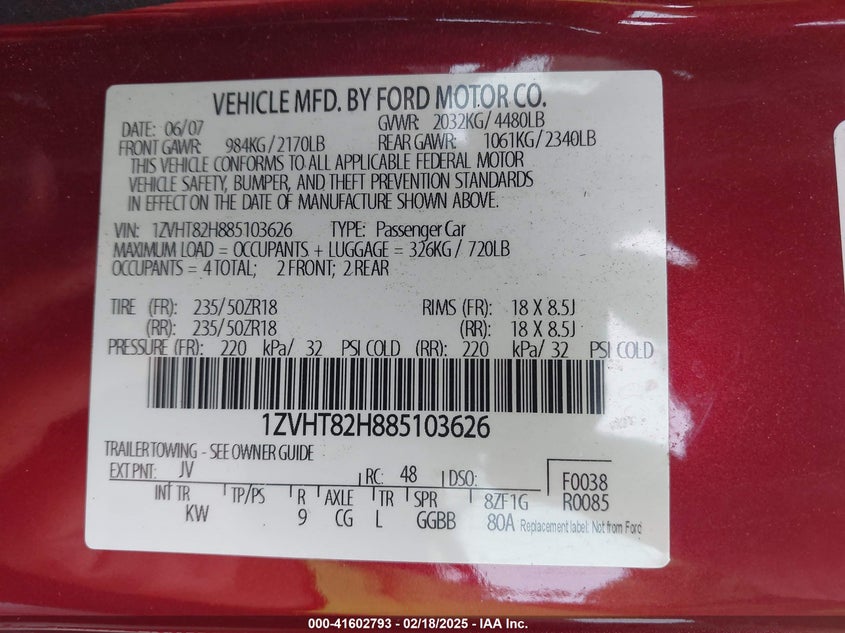 VEHICLE MFD. BY FORD MOTOR CO.
DATE: 06/07 GVWR: 2032KG/4480LB
FRONT GAWR: 984KG/2170LB REAR GAWR: 1061KG/2340LB
THIS VEHICLE CONFORMS TO ALL APPLICABLE FEDERAL MOTOR
VEHICLE SAFETY, BUMPER, AND THEFT PREVENTION STANDARDS
IN EFFECT ON THE DATE OF MANUFACTURE SHOWN ABOVE.
VIN: 1ZVHT82H885103626 TYPE: Passenger Car
MAXIMUM LOAD = OCCUPANTS + LUGGAGE = 326KG / 720LB
OCCUPANTS = 4 TOTAL; 2 FRONT; 2 REAR
TIRE (FR): 235/50ZR18 RIMS (FR): 18 X 8.5J
(RR): 235/50ZR18 (RR): 18 X 8.5J
PRESSURE (FR): 220 kPa/ 32 PSI COLD (RR): 220 kPa/ 32 PSI COLD
1ZVHT82H885103626
TRAILER TOWING - SEE OWNER GUIDE
EXT PNT: JV RC: 48 DSO: F0038
INT TR TP/PS R AXLE TR SPR 8ZF1G R0085
KW 9 CG L GGBB 80A Replacement label: Not from Ford
000-41602793 - 02/18/2025 - IAA Inc.